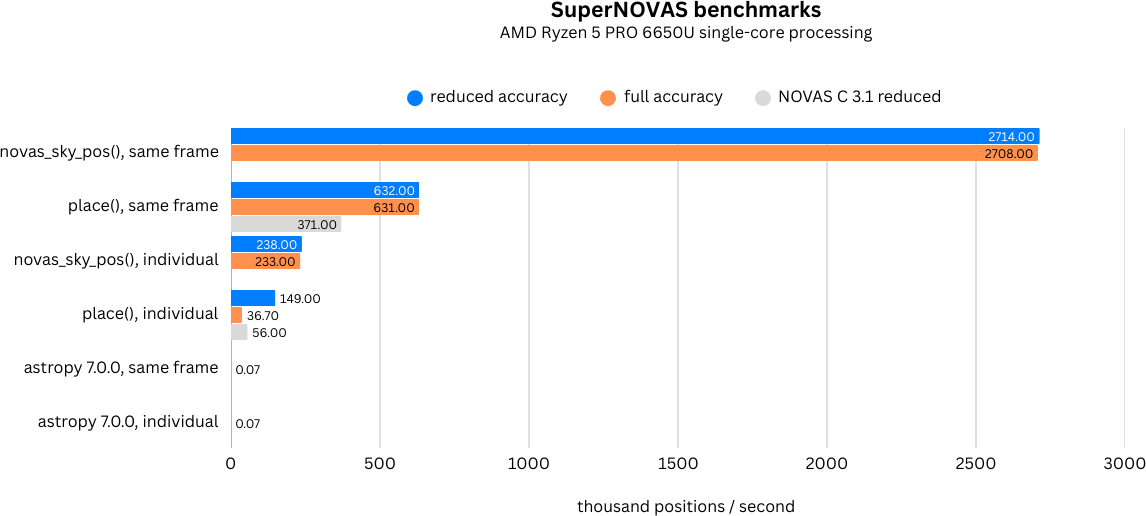 SuperNOVAS benchmarks
AMD Ryzen 5 PRO 6650U single-core processing
reduced accuracy full accuracy NOVAS C 3.1 reduced
2714.00
novas_sky_pos(), same frame
2708.00
632.00
place(), same frame
631.00
371.00
238.00
novas_sky_pos(), individual
233.00
149.00
place(), individual
36.70
56.00
astropy 7.0.0, same frame 0.07
astropy 7.0.0, individual 0.07
0 500 1000 1500 2000 2500 3000
thousand positions / second